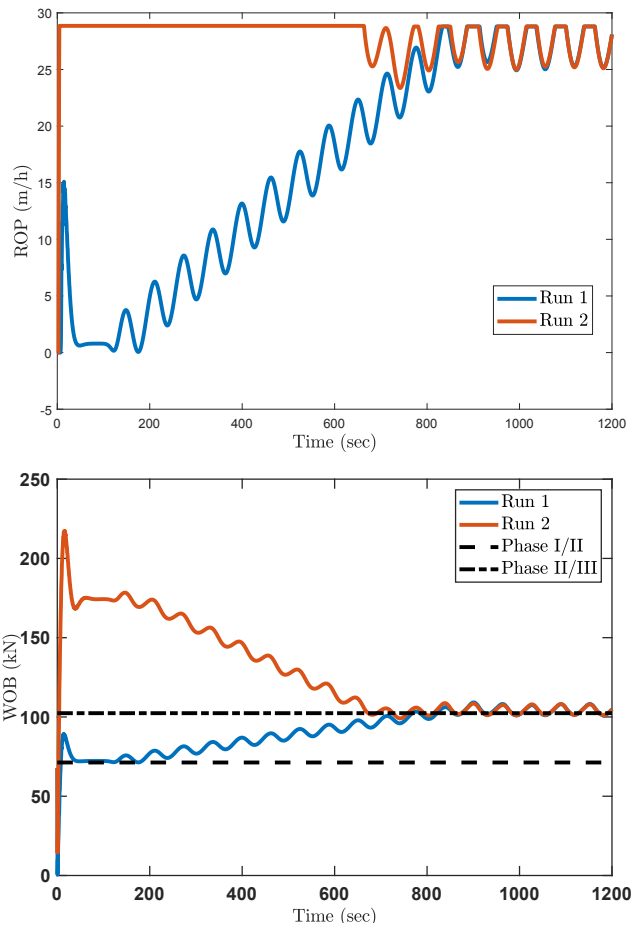 30
25
20
15
10
5
0
-5
ROP (m/h)
Run 1
Run 2
0
200
400
600
800
1000
1200
Time (sec)
250
200
150
100
50
0
WOB (kN)
Run 1
Run 2
Phase I/II
Phase II/III
0
200
400
600
800
1000
1200
Time (sec)